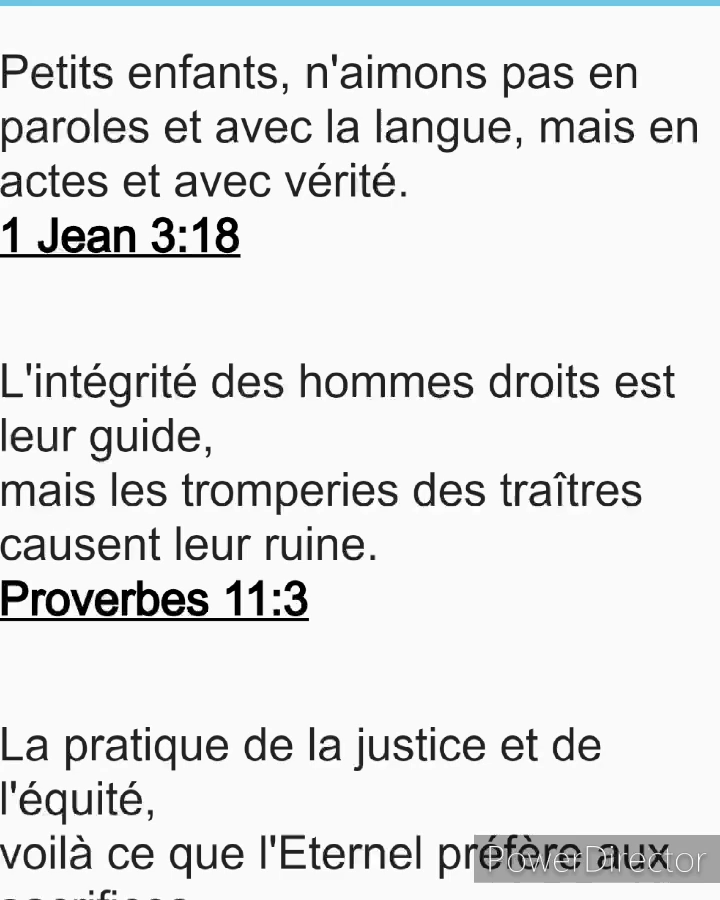 Petits enfants, n'aimons pas en
paroles et avec la langue, mais en
actes et avec vérité.
1 Jean 3:18
L'intégrité des hommes droits est
leur guide,
mais les tromperies des traîtres
causent leur ruine.
Proverbes 11:3
La pratique de la justice et de
l'équité,
voilà ce que l'Eternel préfère aux
PowerDirector